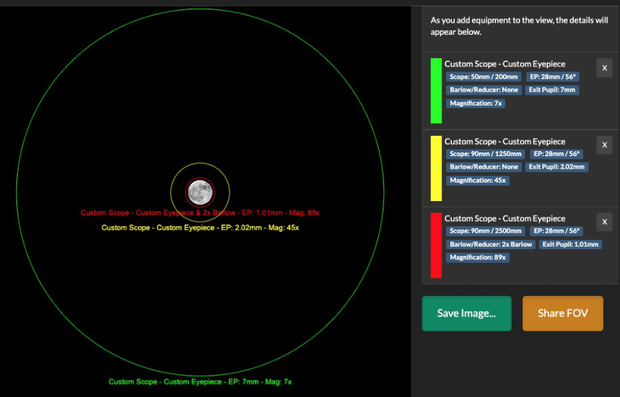 As you add equipment to the view, the details will
appear below.
Custom Scope - Custom Eyepiece
X
Scope: 50mm / 200mm EP: 28mm / 56°
Barlow/Reducer: None Exit Pupil: 7mm
Magnification: 7x
Custom Scope - Custom Eyepiece
X
Scope: 90mm / 1250mm EP: 28mm / 56°
Barlow/Reducer: None Exit Pupil: 2.02mm
Magnification: 45x
Custom Scope - Custom Eyepiece
X
Scope: 90mm / 2500mm EP: 28mm / 56°
Barlow/Reducer: 2x Barlow Exit Pupil: 1.01mm
Magnification: 89x
Save Image...
Share FOV
Custom Scope - Custom Eyepiece & 2x Barlow - EP: 1.01mm - Mag: 89x
Custom Scope - Custom Eyepiece - EP: 2.02mm - Mag: 45x
Custom Scope - Custom Eyepiece - EP: 7mm - Mag: 7x